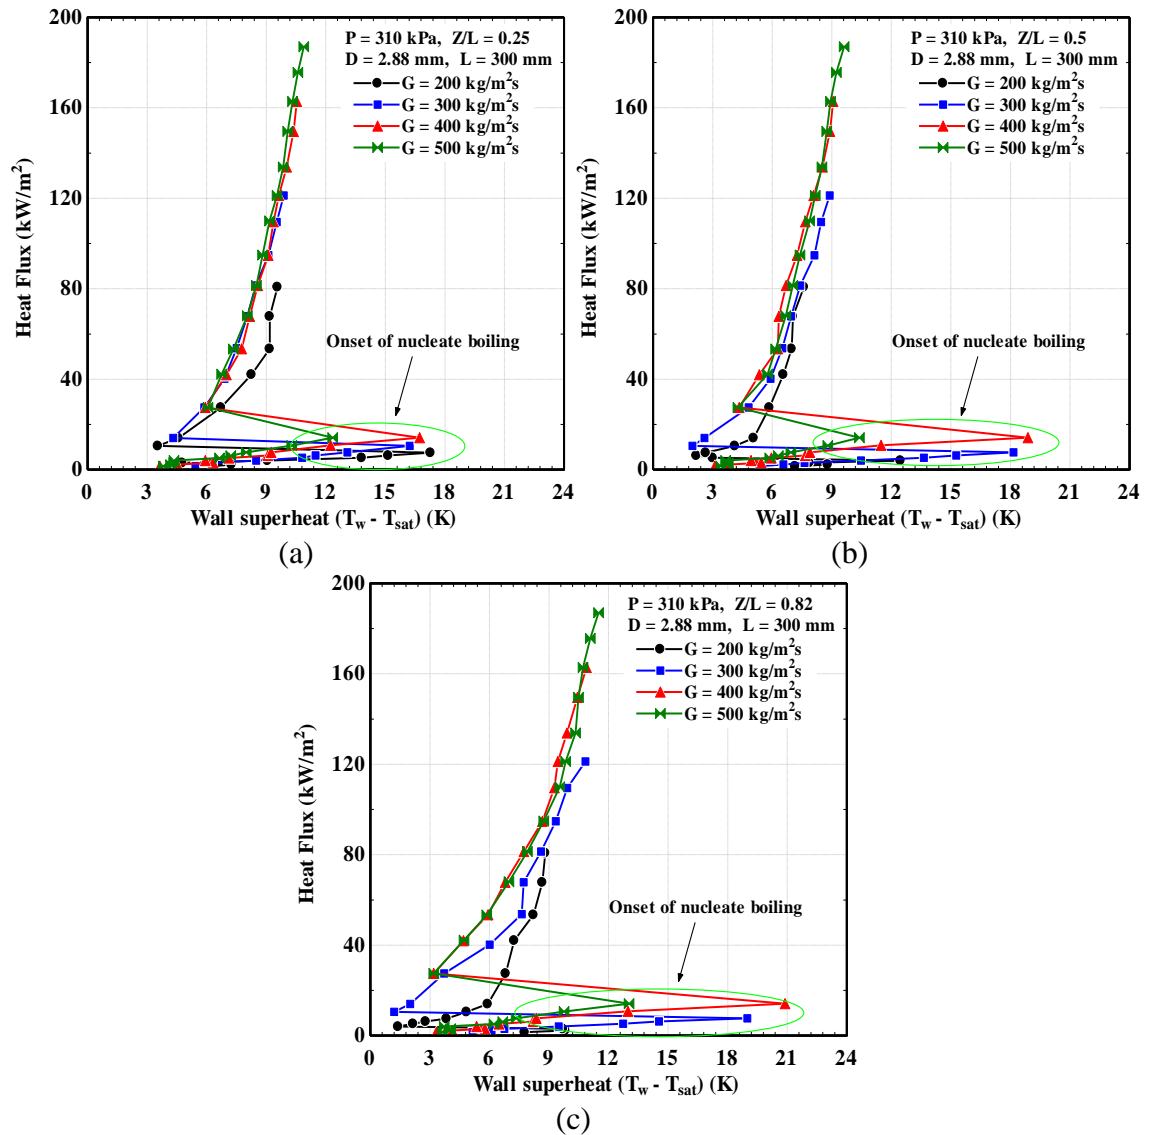 P = 310 kPa, Z/L = 0.25
D = 2.88 mm, L = 300 mm
G = 200 kg/m²s
G = 300 kg/m²s
G = 400 kg/m²s
G = 500 kg/m²s
Onset of nucleate boiling
Heat Flux (kW/m²)
200
160
120
80
40
0
0 3 6 9 12 15 18 21 24
Wall superheat (T_w - T_sat) (K)
(a)
P = 310 kPa, Z/L = 0.5
D = 2.88 mm, L = 300 mm
G = 200 kg/m²s
G = 300 kg/m²s
G = 400 kg/m²s
G = 500 kg/m²s
Onset of nucleate boiling
Heat Flux (kW/m²)
200
160
120
80
40
0
0 3 6 9 12 15 18 21 24
Wall superheat (T_w - T_sat) (K)
(b)
P = 310 kPa, Z/L = 0.82
D = 2.88 mm, L = 300 mm
G = 200 kg/m²s
G = 300 kg/m²s
G = 400 kg/m²s
G = 500 kg/m²s
Onset of nucleate boiling
Heat Flux (kW/m²)
200
160
120
80
40
0
0 3 6 9 12 15 18 21 24
Wall superheat (T_w - T_sat) (K)
(c)